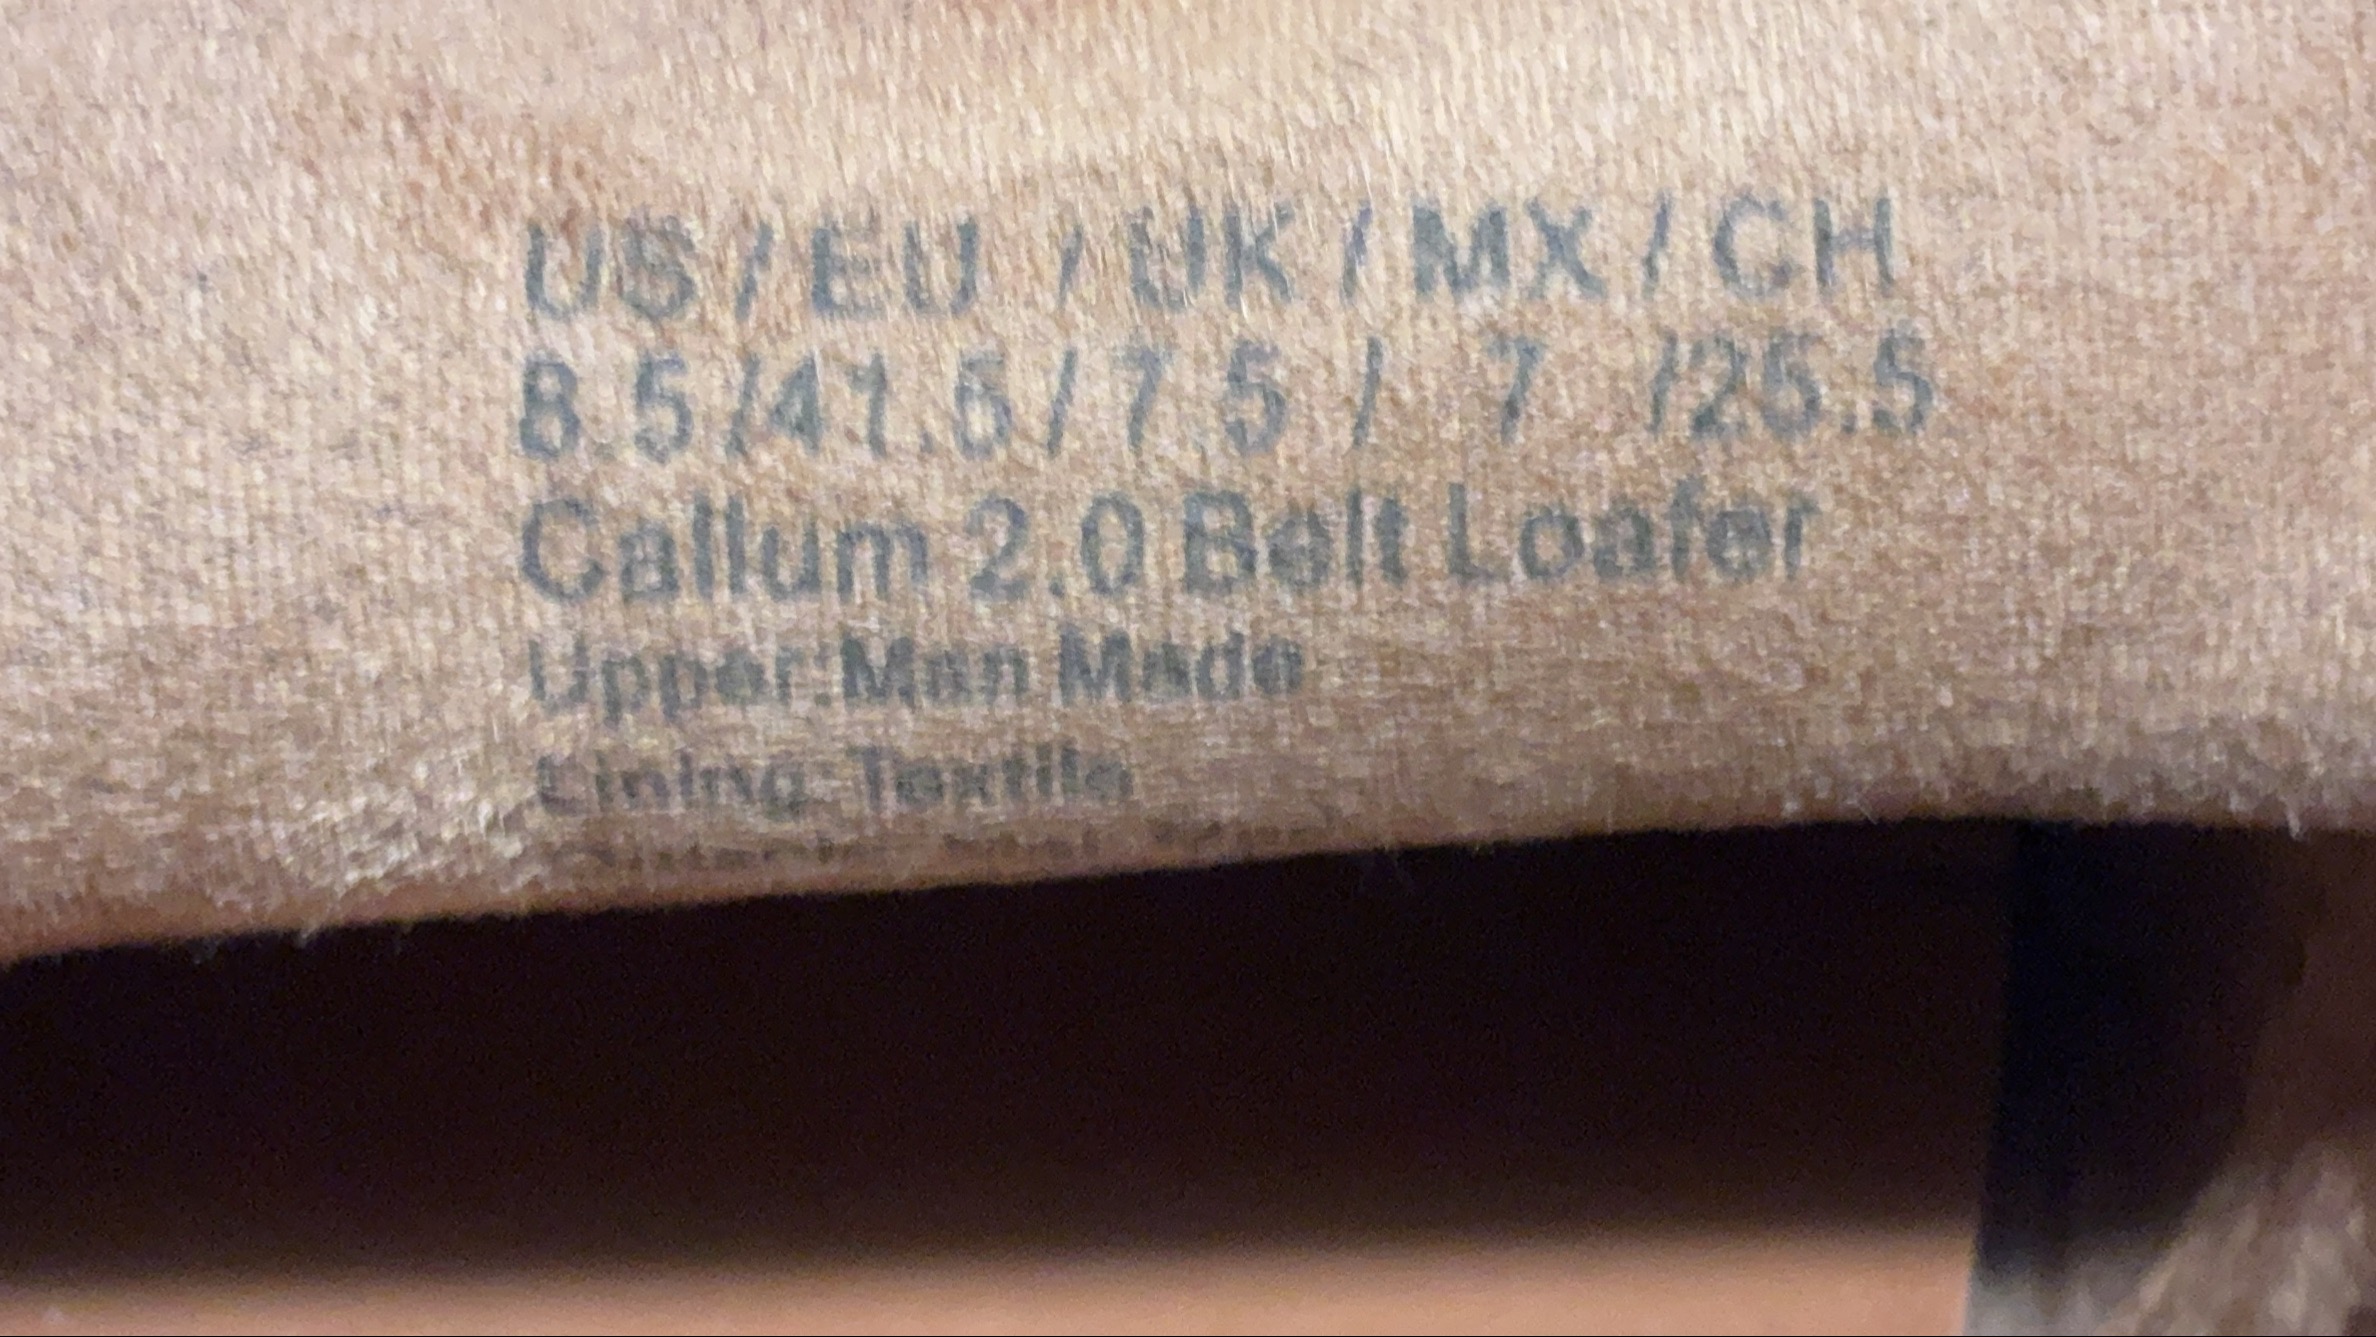 US / EU / UK / MX / CH
8.5 /41.5 / 7.5 / 7 /25.5
Callum 2.0 Belt Loafer
Upper:Man Made
Lining: Textile